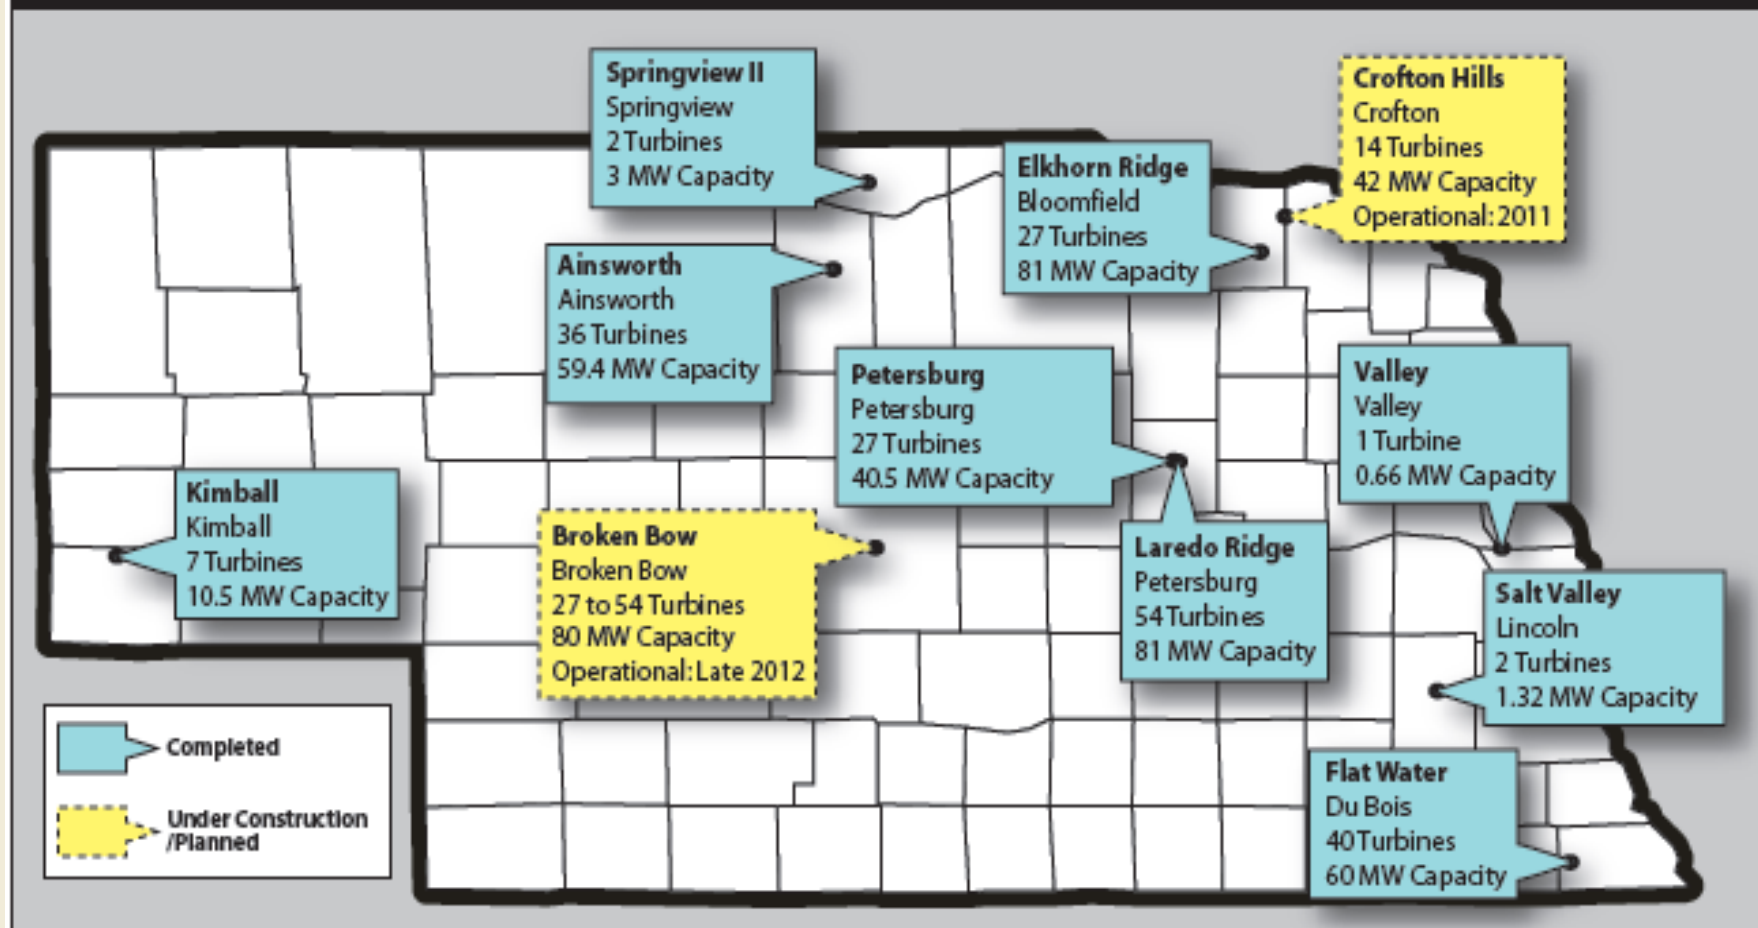 Springview II
Springview
2 Turbines
3 MW Capacity
Crofton Hills
Crofton
14 Turbines
42 MW Capacity
Operational: 2011
Elkhorn Ridge
Bloomfield
27 Turbines
81 MW Capacity
Ainsworth
Ainsworth
36 Turbines
59.4 MW Capacity
Petersburg
Petersburg
27 Turbines
40.5 MW Capacity
Valley
Valley
1 Turbine
0.66 MW Capacity
Kimball
Kimball
7 Turbines
10.5 MW Capacity
Broken Bow
Broken Bow
27 to 54 Turbines
80 MW Capacity
Operational: Late 2012
Laredo Ridge
Petersburg
54 Turbines
81 MW Capacity
Salt Valley
Lincoln
2 Turbines
1.32 MW Capacity
Flat Water
Du Bois
40 Turbines
60 MW Capacity
Completed
Under Construction
/Planned